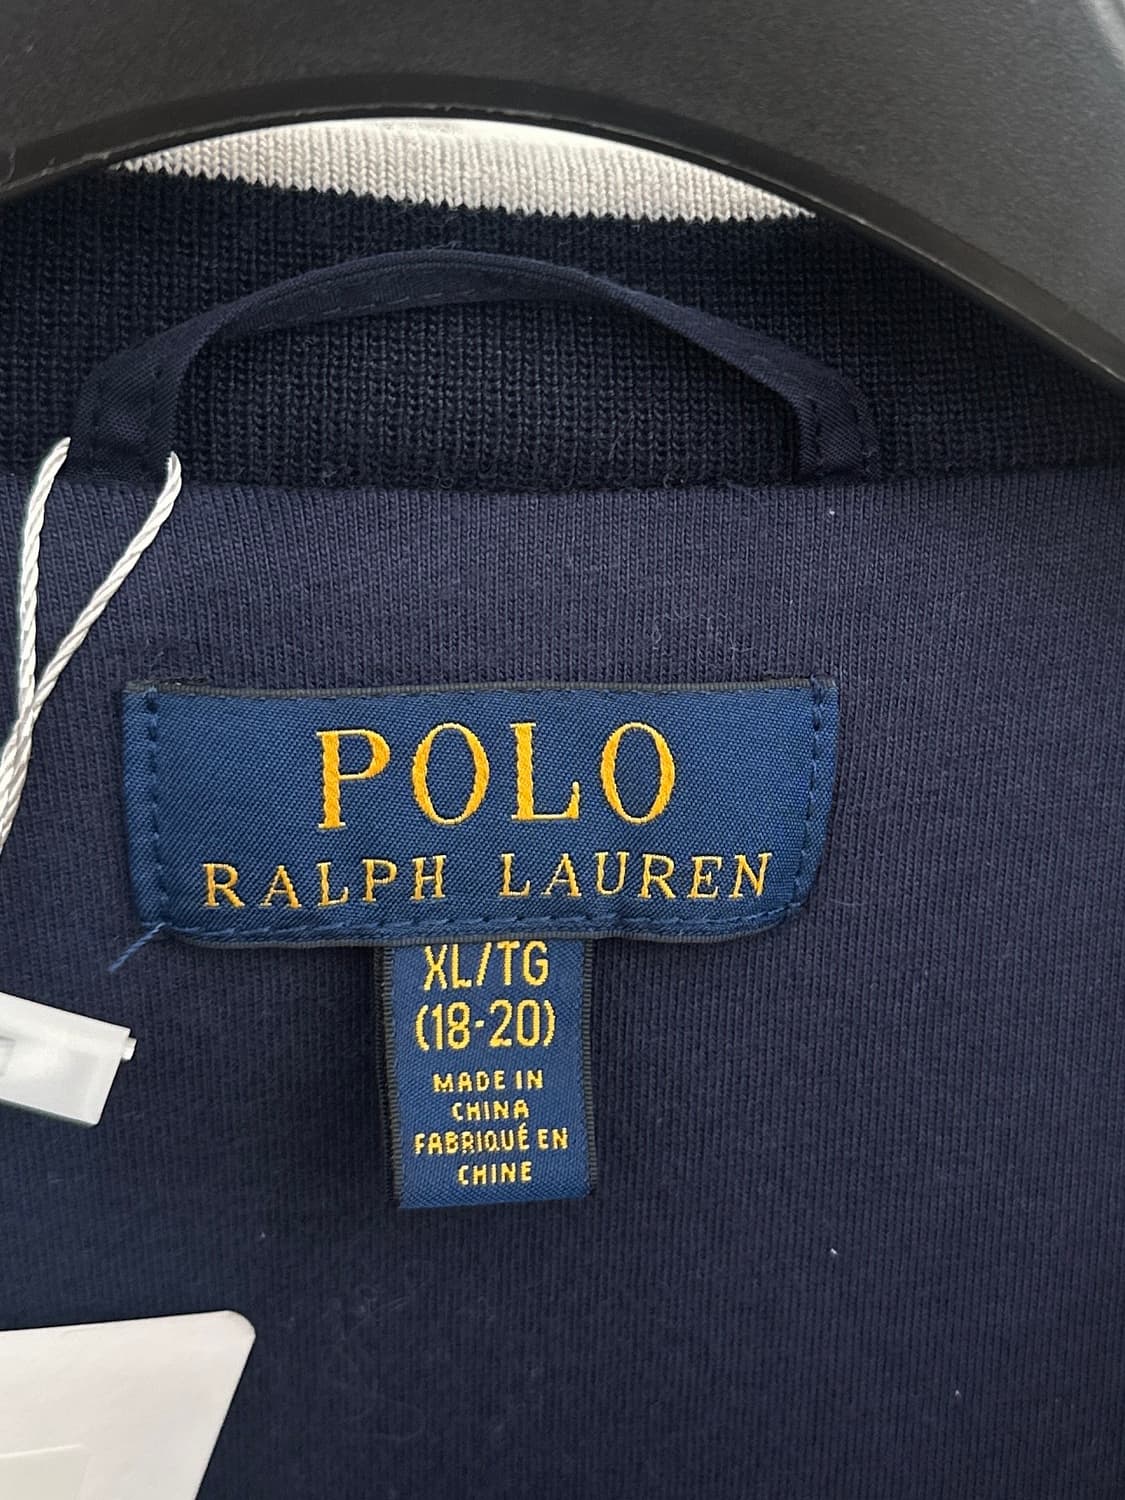 POLO
RALPH LAUREN
XL/TG
(18-20)
MADE IN
CHINA
FABRIQUÉ EN
CHINE